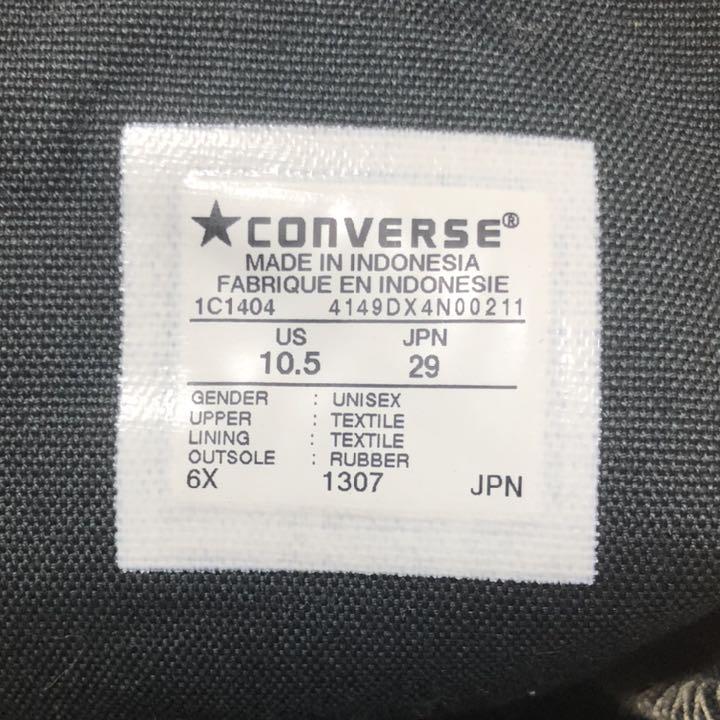 ★CONVERSE®
MADE IN INDONESIA
FABRIQUE EN INDONESIE
1C1404 4149DX4N00211
US JPN
10.5 29
GENDER : UNISEX
UPPER : TEXTILE
LINING : TEXTILE
OUTSOLE : RUBBER
6X 1307 JPN